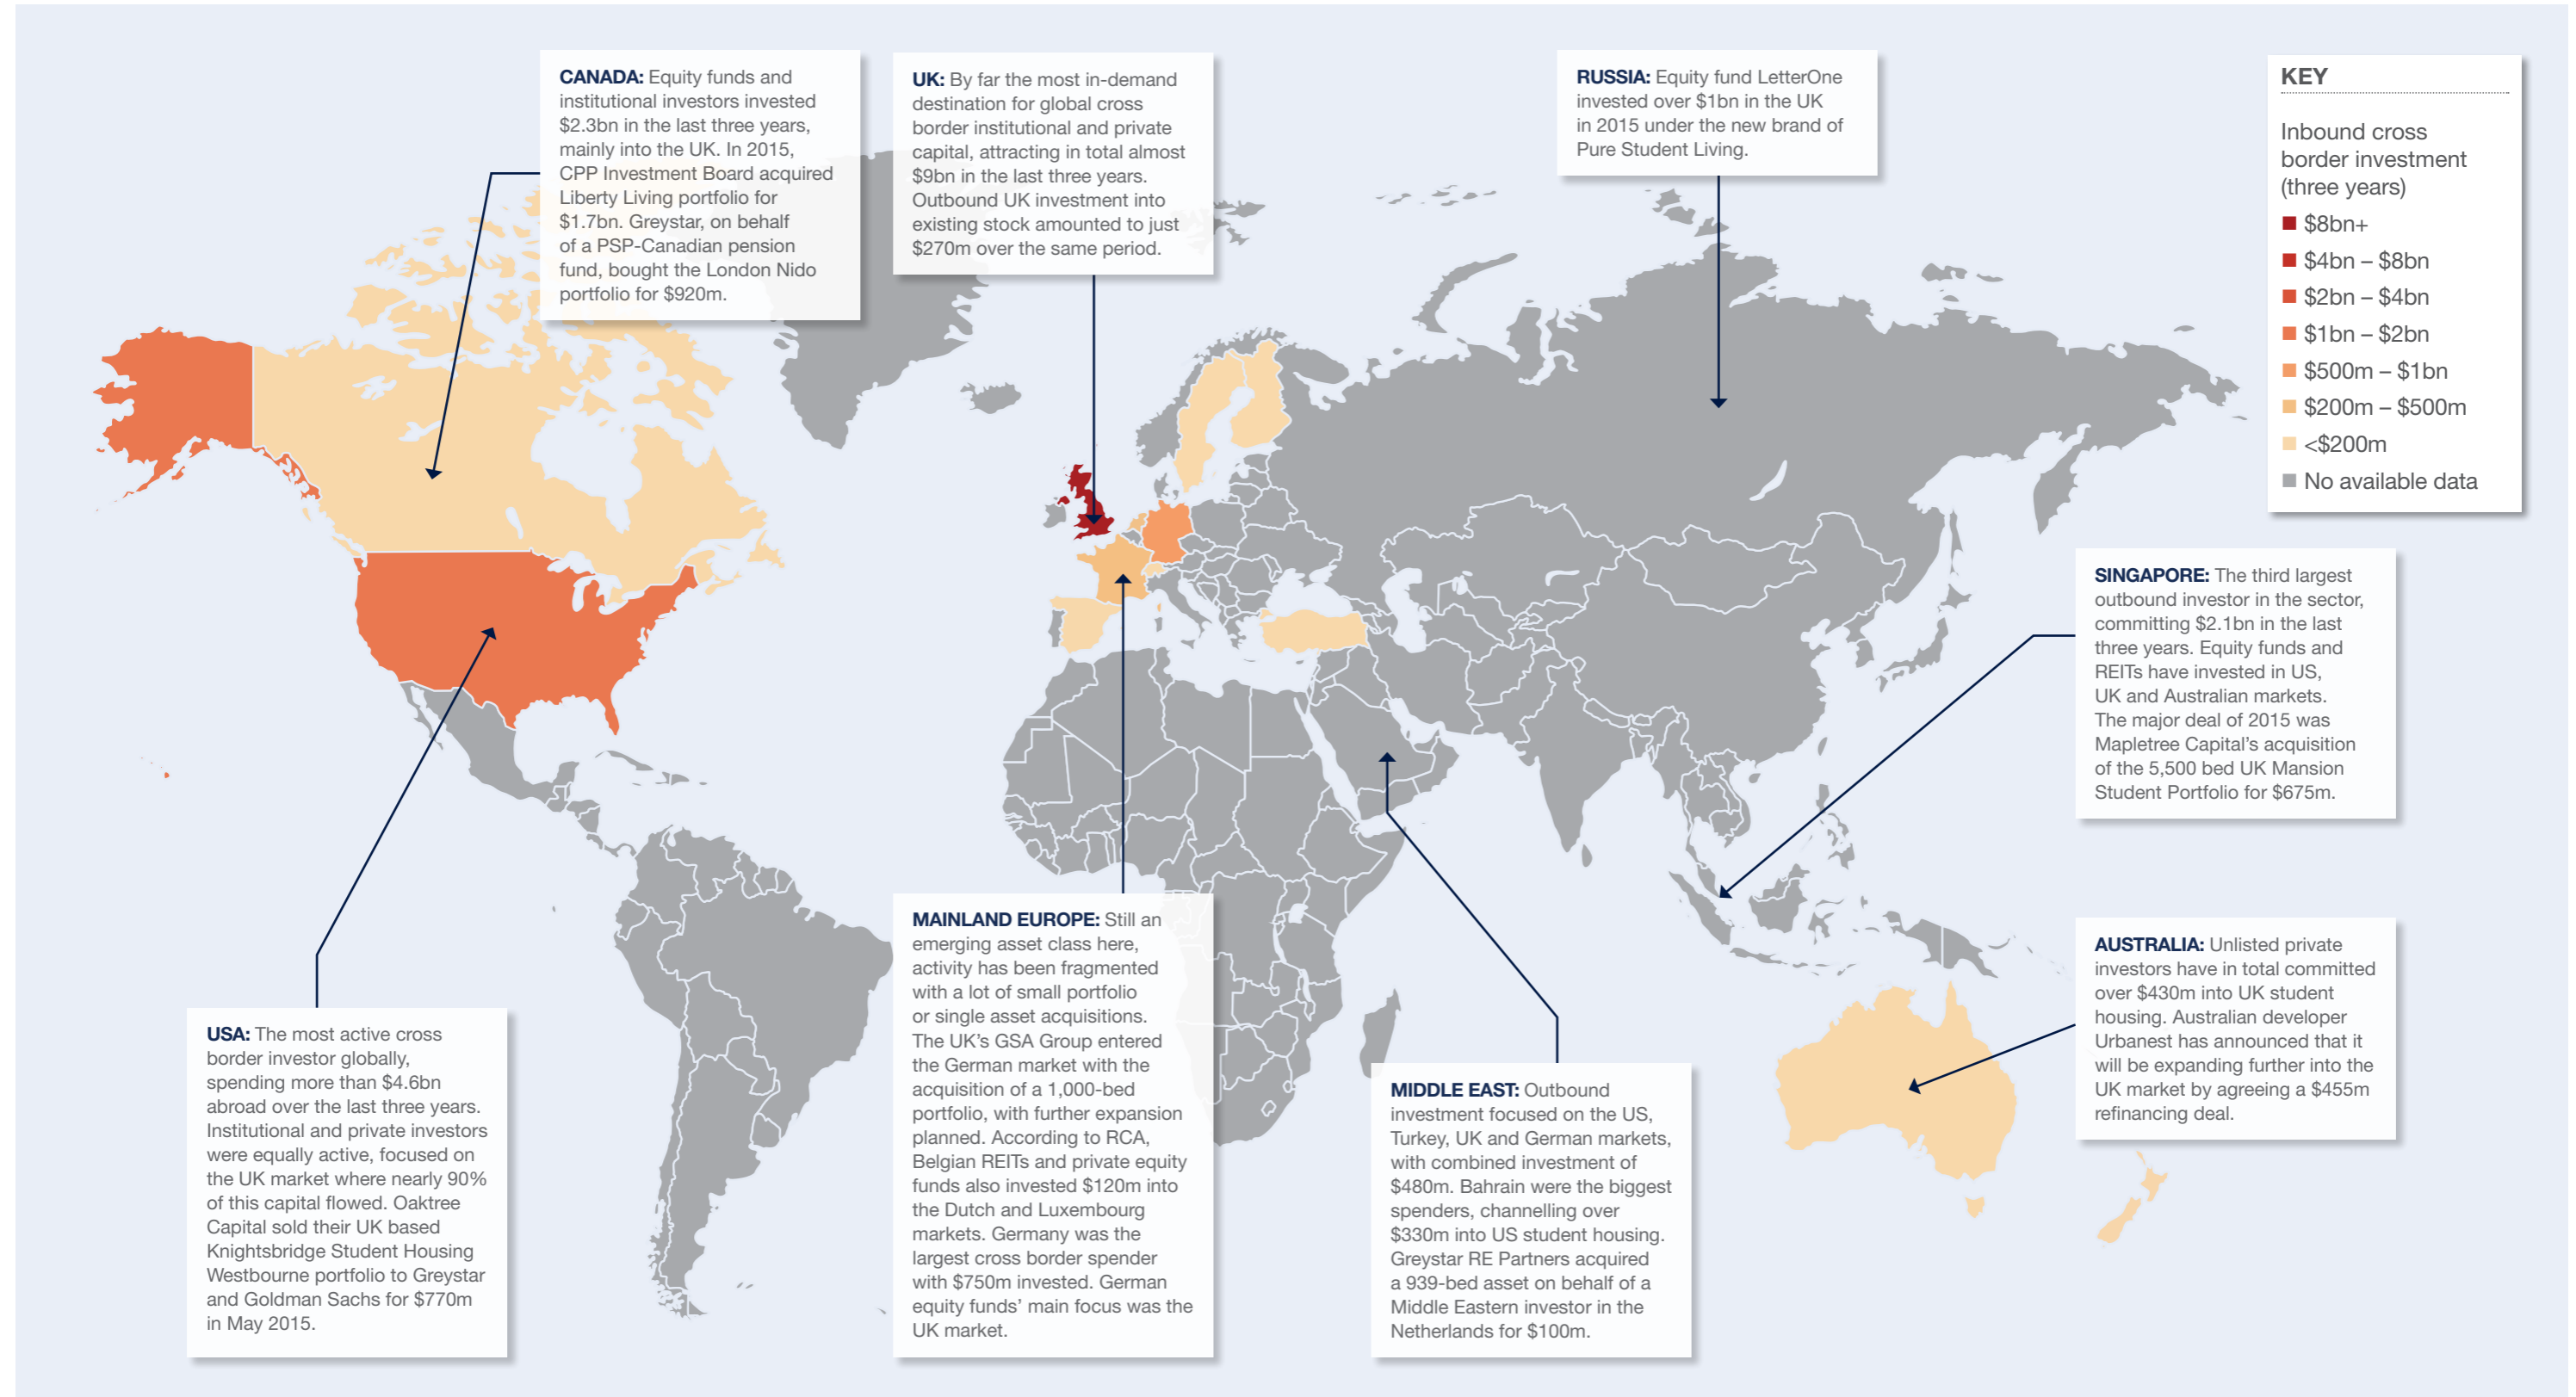 CANADA: Equity funds and
institutional investors invested
$2.3bn in the last three years,
mainly into the UK. In 2015,
CPP Investment Board acquired
Liberty Living portfolio for
$1.7bn. Greystar, on behalf
of a PSP-Canadian pension
fund, bought the London Nido
portfolio for $920m.
UK: By far the most in-demand
destination for global cross
border institutional and private
capital, attracting in total almost
$9bn in the last three years.
Outbound UK investment into
existing stock amounted to just
$270m over the same period.
RUSSIA: Equity fund LetterOne
invested over $1bn in the UK
in 2015 under the new brand of
Pure Student Living.
KEY
Inbound cross
border investment
(three years)
$8bn+
$4bn – $8bn
$2bn – $4bn
$1bn – $2bn
$500m – $1bn
$200m – $500m
<$200m
No available data
SINGAPORE: The third largest
outbound investor in the sector,
committing $2.1bn in the last
three years. Equity funds and
REITs have invested in US,
UK and Australian markets.
The major deal of 2015 was
Mapletree Capital's acquisition
of the 5,500 bed UK Mansion
Student Portfolio for $675m.
AUSTRALIA: Unlisted private
investors have in total committed
over $430m into UK student
housing. Australian developer
Urbanest has announced that it
will be expanding further into the
UK market by agreeing a $455m
refinancing deal.
USA: The most active cross
border investor globally,
spending more than $4.6bn
abroad over the last three years.
Institutional and private investors
were equally active, focused on
the UK market where nearly 90%
of this capital flowed. Oaktree
Capital sold their UK based
Knightsbridge Student Housing
Westbourne portfolio to Greystar
and Goldman Sachs for $770m
in May 2015.
MAINLAND EUROPE: Still an
emerging asset class here,
activity has been fragmented
with a lot of small portfolio
or single asset acquisitions.
The UK's GSA Group entered
the German market with the
acquisition of a 1,000-bed
portfolio, with further expansion
planned. According to RCA,
Belgian REITs and private equity
funds also invested $120m into
the Dutch and Luxembourg
markets. Germany was the
largest cross border spender
with $750m invested. German
equity funds' main focus was the
UK market.
MIDDLE EAST: Outbound
investment focused on the US,
Turkey, UK and German markets,
with combined investment of
$480m. Bahrain were the biggest
spenders, channelling over
$330m into US student housing.
Greystar RE Partners acquired
a 939-bed asset on behalf of a
Middle Eastern investor in the
Netherlands for $100m.